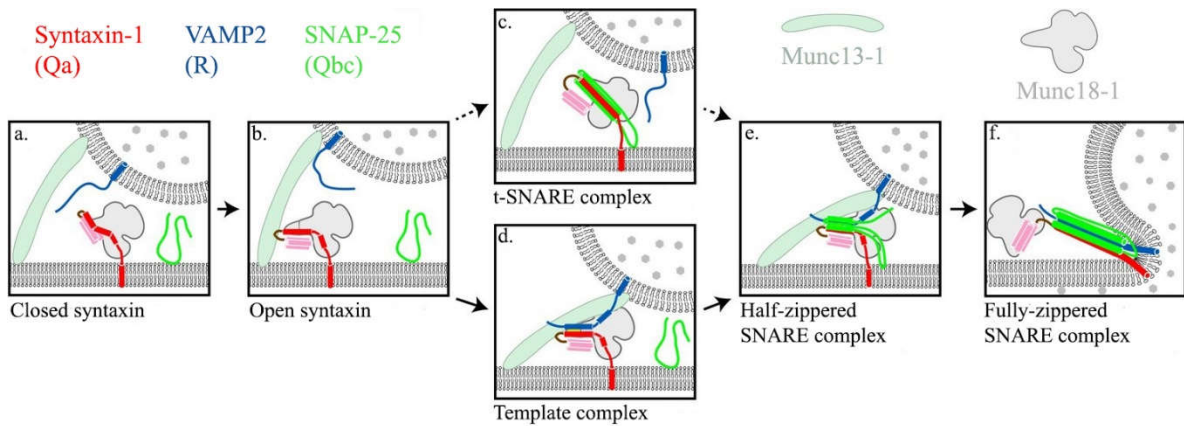 Syntaxin-1 VAMP2 SNAP-25
(Qa) (R) (Qbc)
Munc13-1
Munc18-1
a.
Closed syntaxin
b.
Open syntaxin
c.
t-SNARE complex
d.
Template complex
e.
Half-zippered
SNARE complex
f.
Fully-zippered
SNARE complex